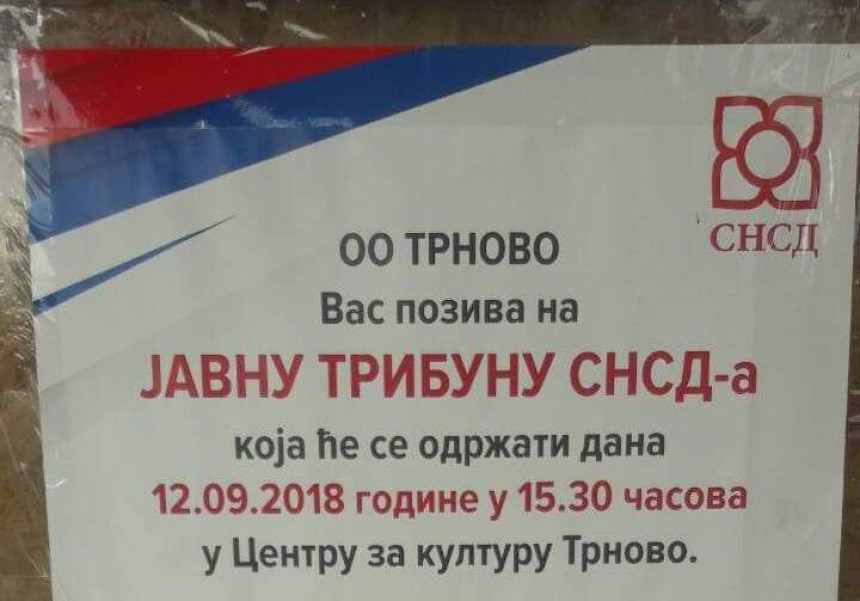 СНСД
ОО ТРНОВО
Вас позива на
ЈАВНУ ТРИБУНУ СНСД-а
која ће се одржати дана
12.09.2018 године у 15.30 часова
у Центру за културу Трново.